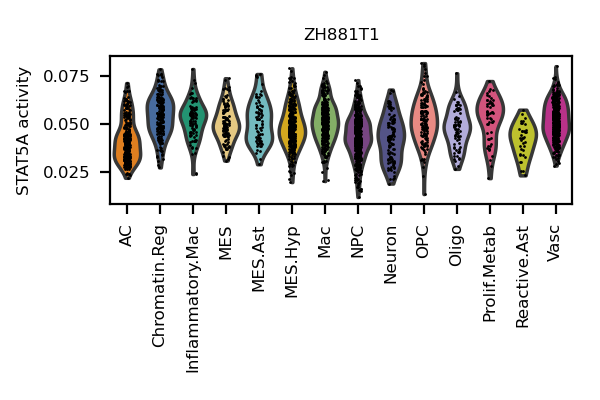 ZH881T1
STAT5A activity
0.075
0.050
0.025
AC
Chromatin.Reg
Inflammatory.Mac
MES
MES.Ast
MES.Hyp
Mac
NPC
Neuron
OPC
Oligo
Prolif.Metab
Reactive.Ast
Vasc